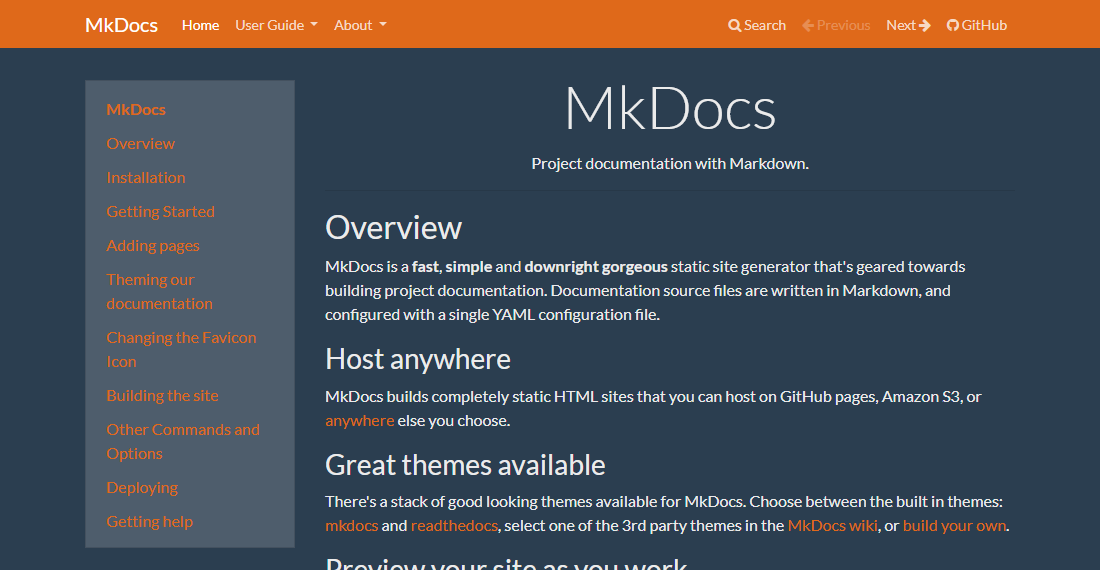 MkDocs Home User Guide About Search Previous Next GitHub
MkDocs
Overview
Installation
Getting Started
Adding pages
Theming our
documentation
Changing the Favicon
Icon
Building the site
Other Commands and
Options
Deploying
Getting help
MkDocs
Project documentation with Markdown.
Overview
MkDocs is a fast, simple and downright gorgeous static site generator that's geared towards
building project documentation. Documentation source files are written in Markdown, and
configured with a single YAML configuration file.
Host anywhere
MkDocs builds completely static HTML sites that you can host on GitHub pages, Amazon S3, or
anywhere else you choose.
Great themes available
There's a stack of good looking themes available for MkDocs. Choose between the built in themes:
mkdocs and readthedocs, select one of the 3rd party themes in the MkDocs wiki, or build your own.
Preview your site as you work